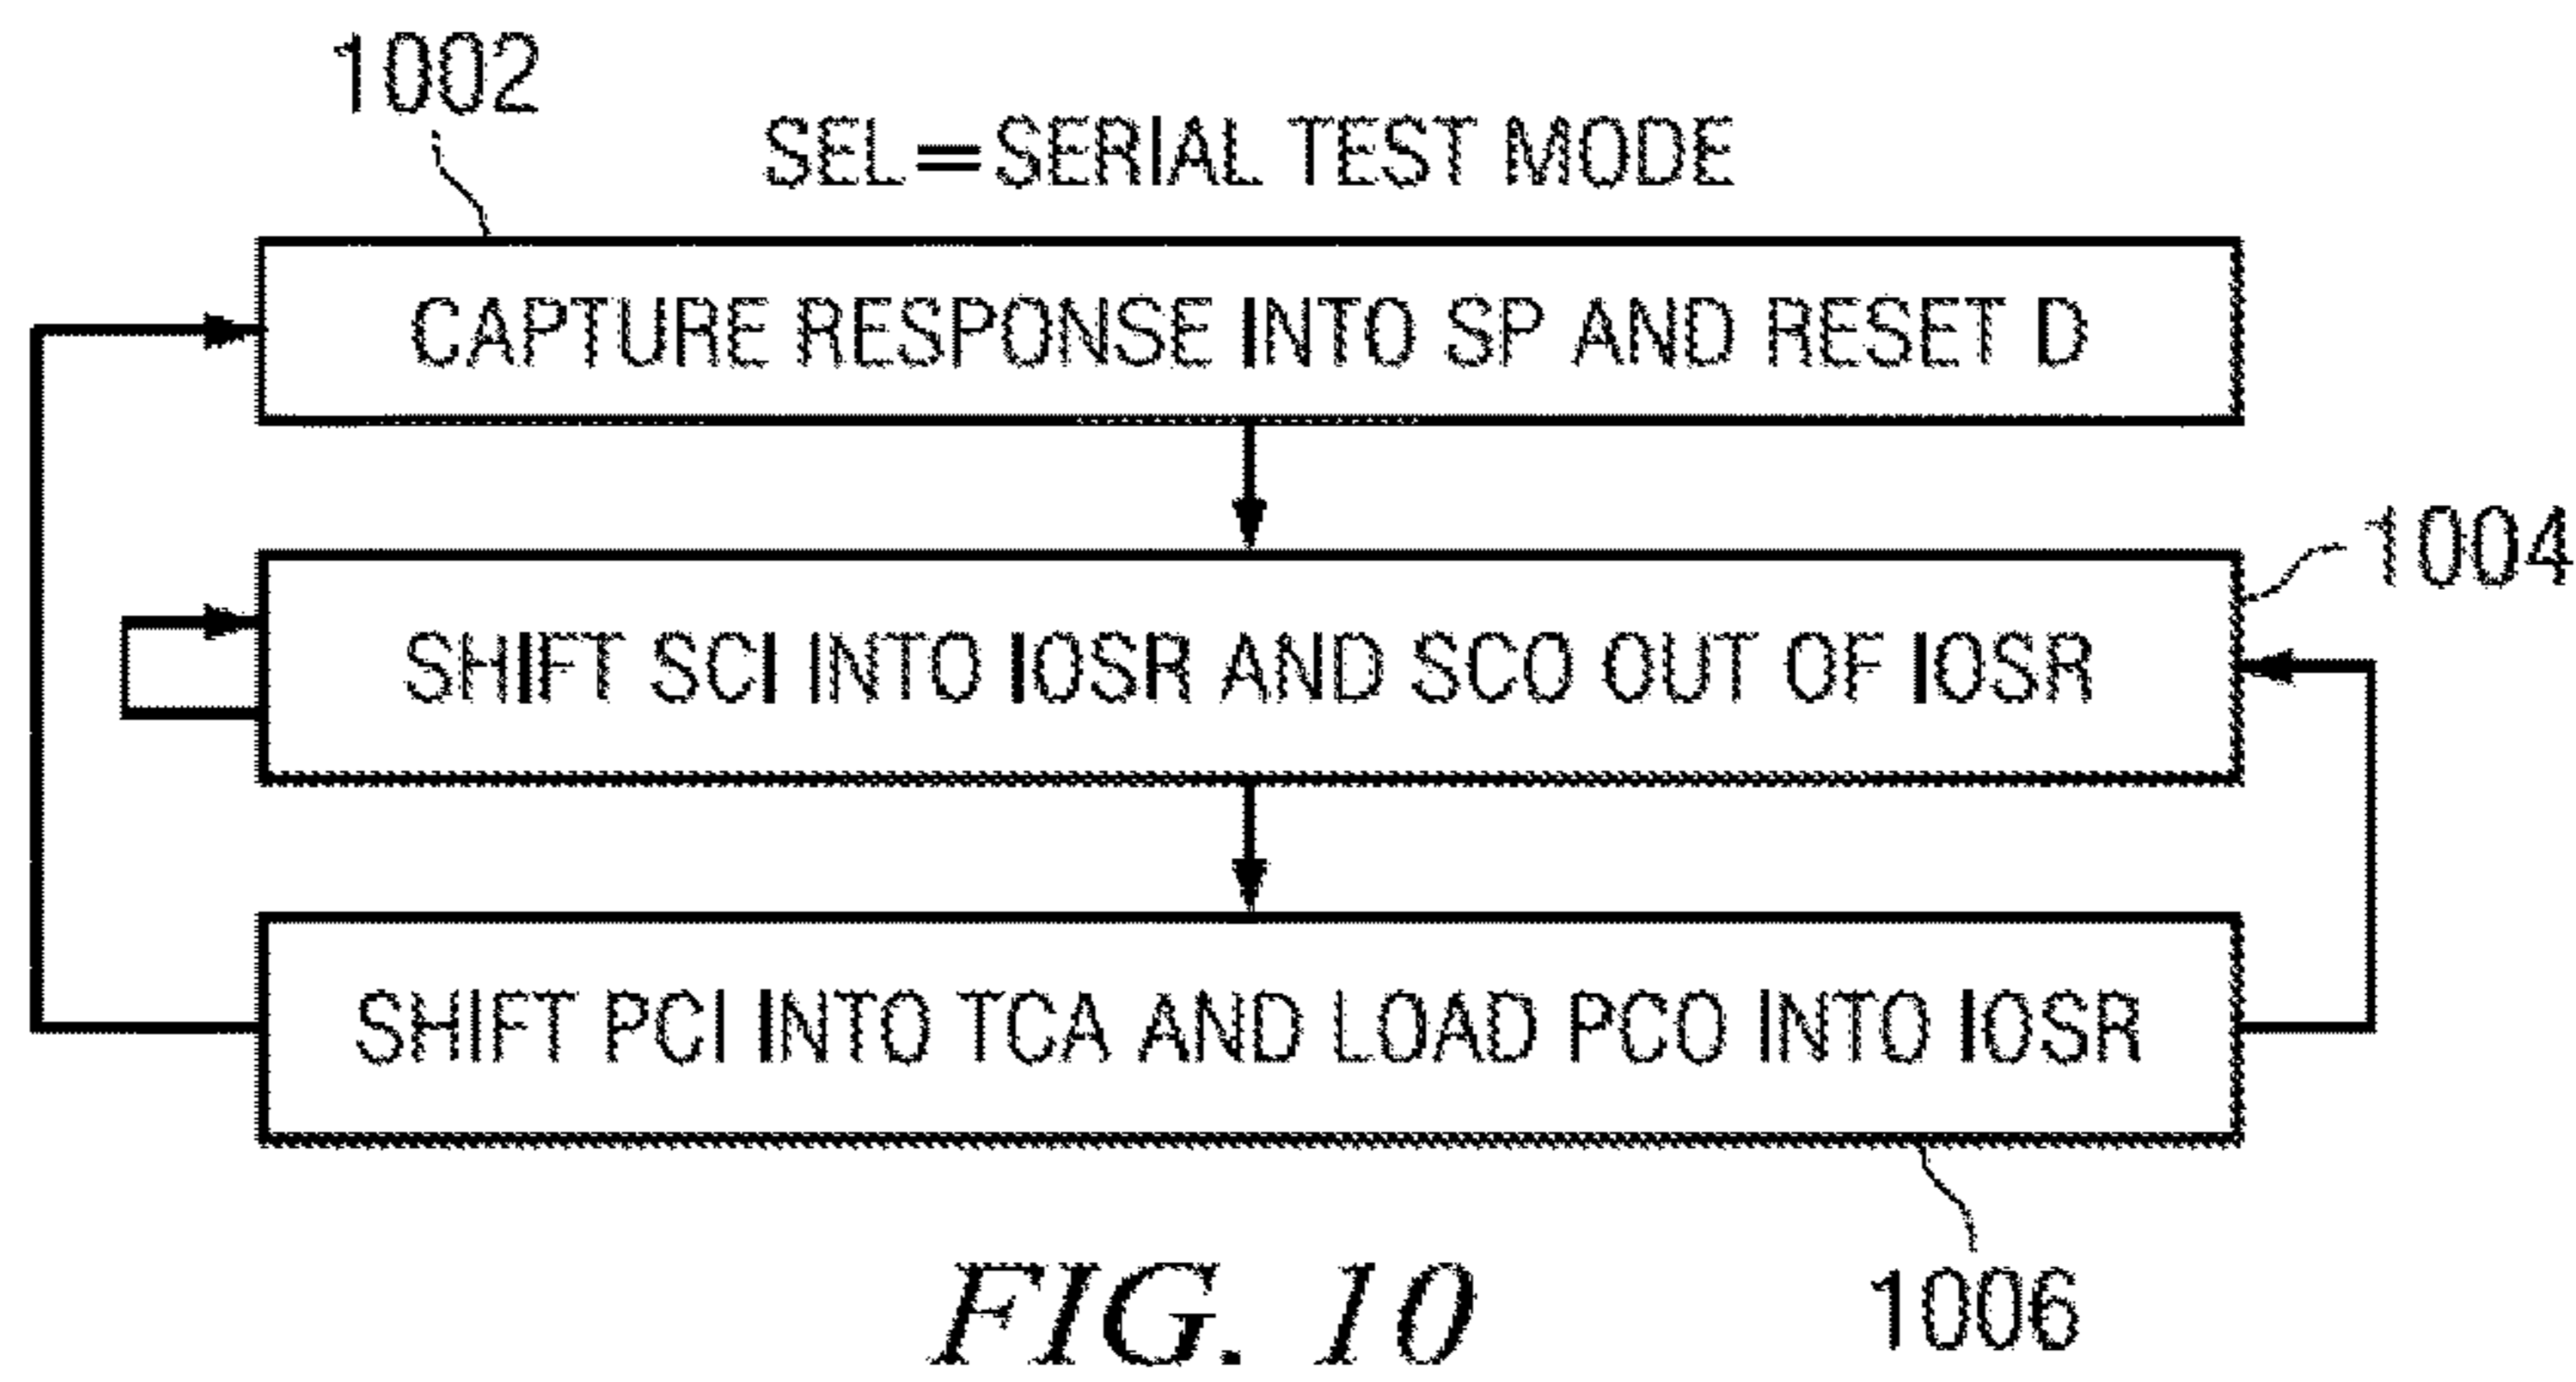 1002
SEL=SERIAL TEST MODE
CAPTURE RESPONSE INTO SP AND RESET D
1004
SHIFT SCI INTO IOSR AND SCO OUT OF IOSR
SHIFT PCI INTO TCA AND LOAD PCO INTO IOSR
1006
FIG. 10